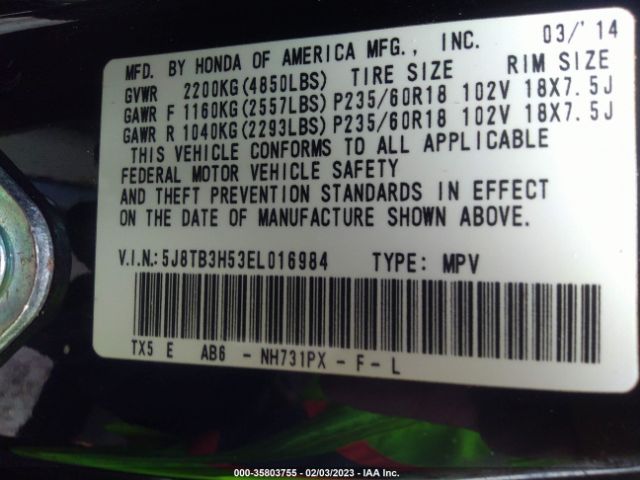 03/'14
MFD. BY HONDA OF AMERICA MFG., INC.
TIRE SIZE RIM SIZE
GVWR 2200KG(4850LBS)
GAWR F 1160KG(2557LBS) P235/60R18 102V 18X7.5J
GAWR R 1040KG(2293LBS) P235/60R18 102V 18X7.5J
THIS VEHICLE CONFORMS TO ALL APPLICABLE
FEDERAL MOTOR VEHICLE SAFETY
AND THEFT PREVENTION STANDARDS IN EFFECT
ON THE DATE OF MANUFACTURE SHOWN ABOVE.
V.I.N.: 5J8TB3H53EL016984 TYPE: MPV
TX5 E AB6 - NH731PX - F - L
000-35803755 - 02/03/2023 - IAA Inc.